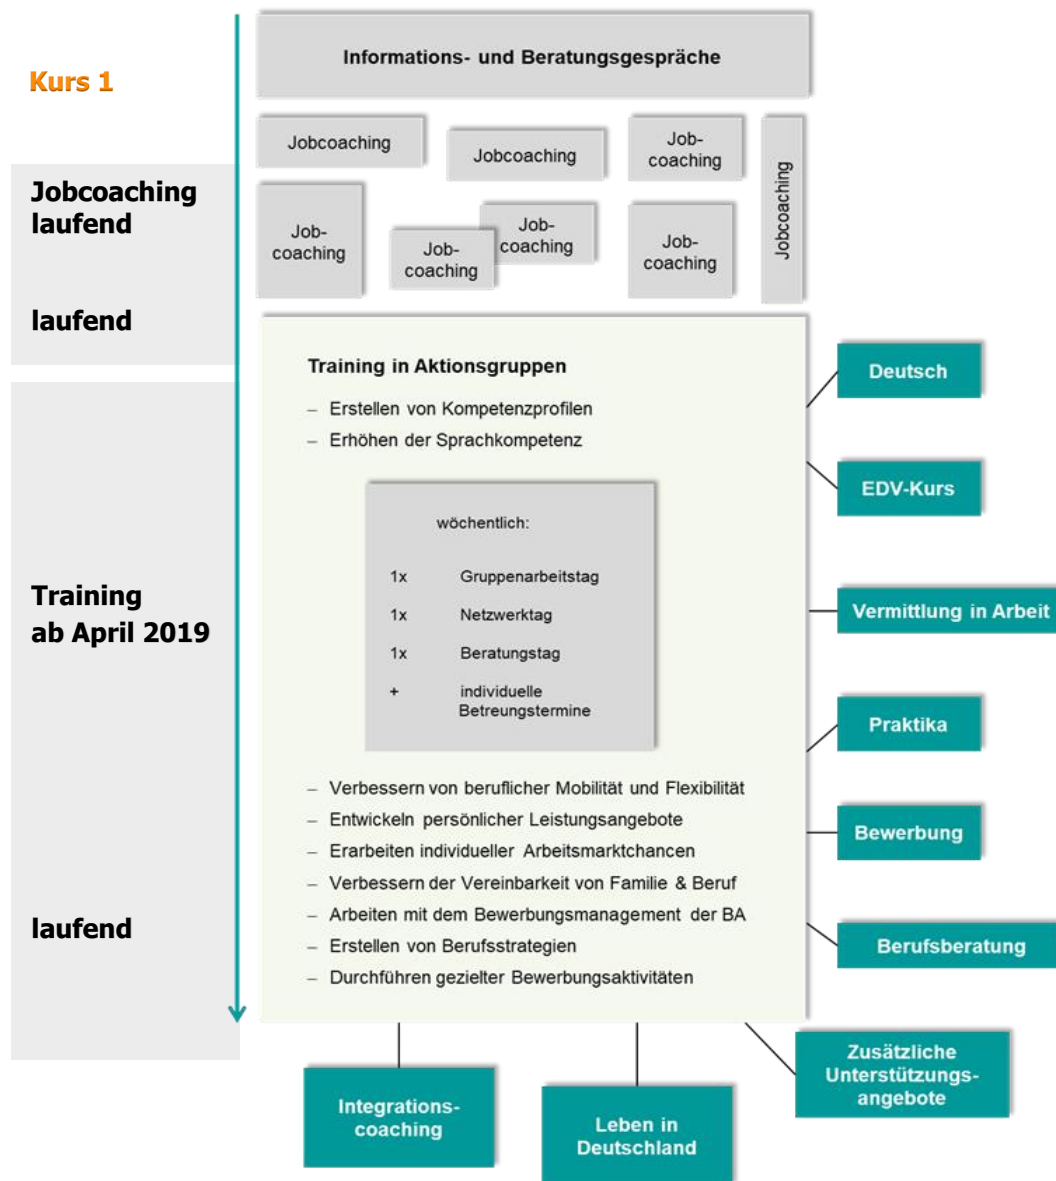 Informations- und Beratungsgespräche
Kurs 1
Jobcoaching
Jobcoaching
Job-
coaching
Jobcoaching
Jobcoaching
laufend
Job-
coaching
Job-
coaching
Job-
coaching
Job-
coaching
laufend
Training in Aktionsgruppen
– Erstellen von Kompetenzprofilen
– Erhöhen der Sprachkompetenz
wöchentlich:
1x Gruppenarbeitstag
1x Netzwerktag
1x Beratungstag
+ individuelle
Betreungstermine
Training
ab April 2019
– Verbessern von beruflicher Mobilität und Flexibilität
– Entwickeln persönlicher Leistungsangebote
– Erarbeiten individueller Arbeitsmarktchancen
– Verbessern der Vereinbarkeit von Familie & Beruf
– Arbeiten mit dem Bewerbungsmanagement der BA
– Erstellen von Berufsstrategien
– Durchführen gezielter Bewerbungsaktivitäten
laufend
Deutsch
EDV-Kurs
Vermittlung in Arbeit
Praktika
Bewerbung
Berufsberatung
Zusätzliche
Unterstützungs-
angebote
Integrations-
coaching
Leben in
Deutschland